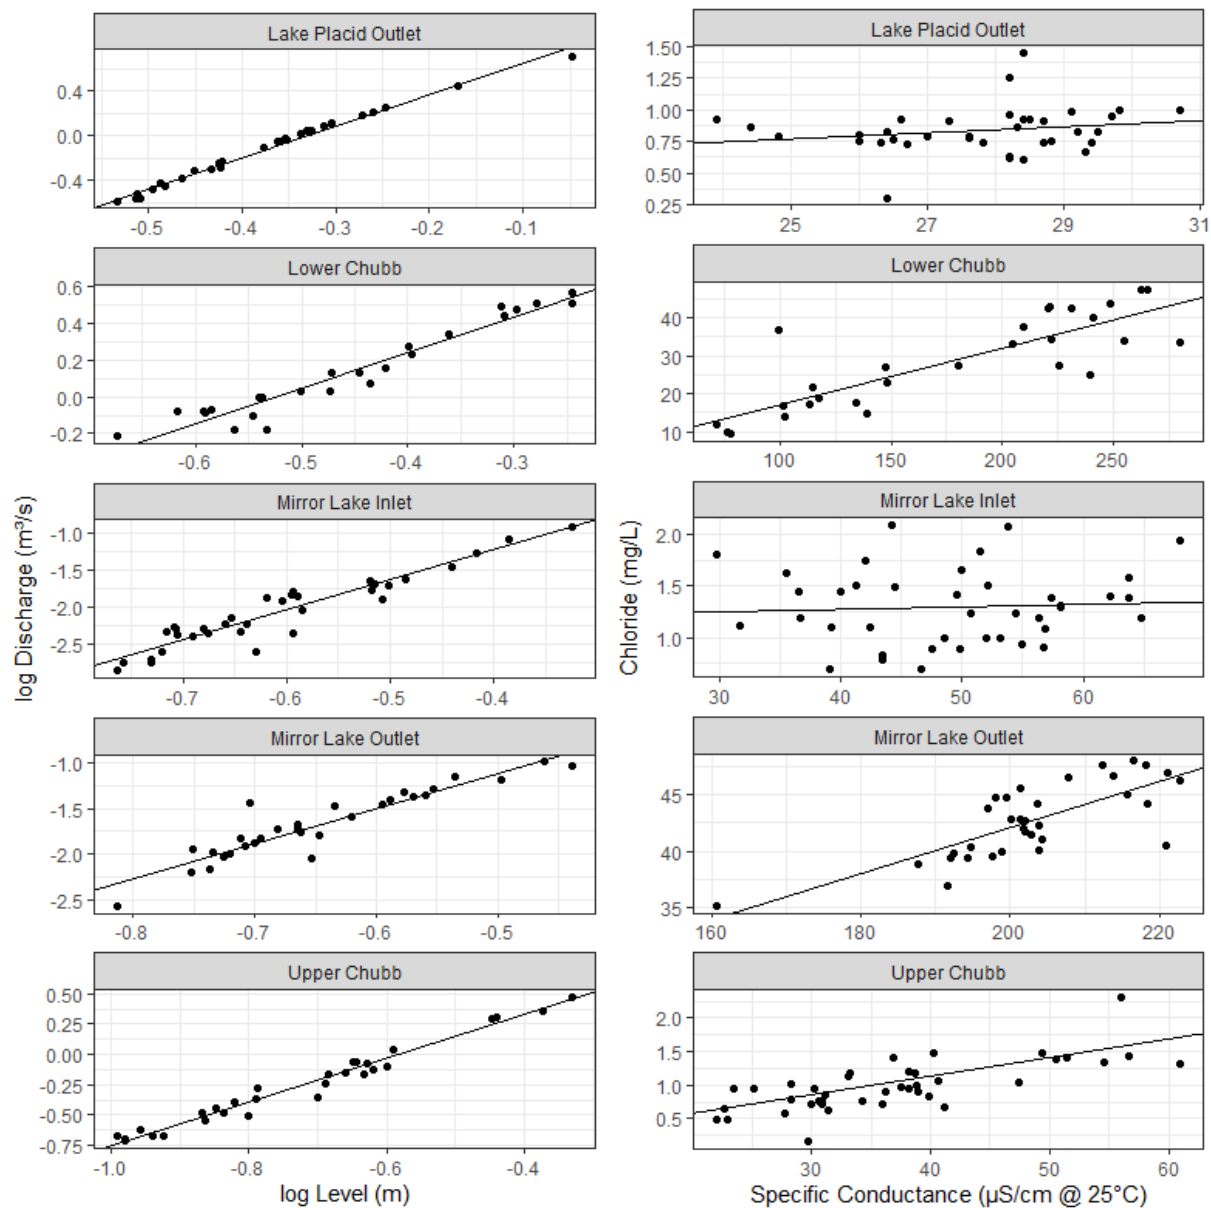 Lake Placid Outlet
0.4
0.0
-0.4
-0.5 -0.4 -0.3 -0.2 -0.1
Lower Chubb
0.6
0.4
0.2
0.0
-0.2
-0.6 -0.5 -0.4 -0.3
Mirror Lake Inlet
-1.0
-1.5
-2.0
-2.5
-0.7 -0.6 -0.5 -0.4
Mirror Lake Outlet
-1.0
-1.5
-2.0
-2.5
-0.8 -0.7 -0.6 -0.5
Upper Chubb
0.50
0.25
0.00
-0.25
-0.50
-0.75
-1.0 -0.8 -0.6 -0.4
log Level (m)
log Discharge (m³/s)
Lake Placid Outlet
1.50
1.25
1.00
0.75
0.50
0.25
25 27 29 31
Lower Chubb
40
30
20
10
100 150 200 250
Mirror Lake Inlet
2.0
1.5
1.0
30 40 50 60
Mirror Lake Outlet
45
40
35
160 180 200 220
Upper Chubb
2.0
1.5
1.0
0.5
30 40 50 60
Specific Conductance (µS/cm @ 25°C)
Chloride (mg/L)